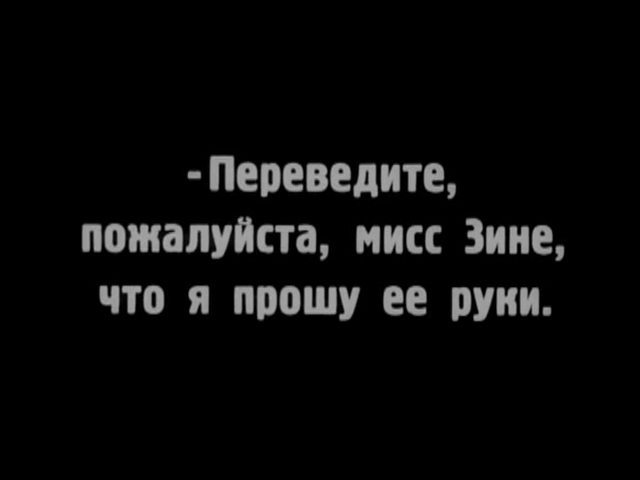 -Переведите,
пожалуйста, мисс Зине,
что я прошу ее руки.